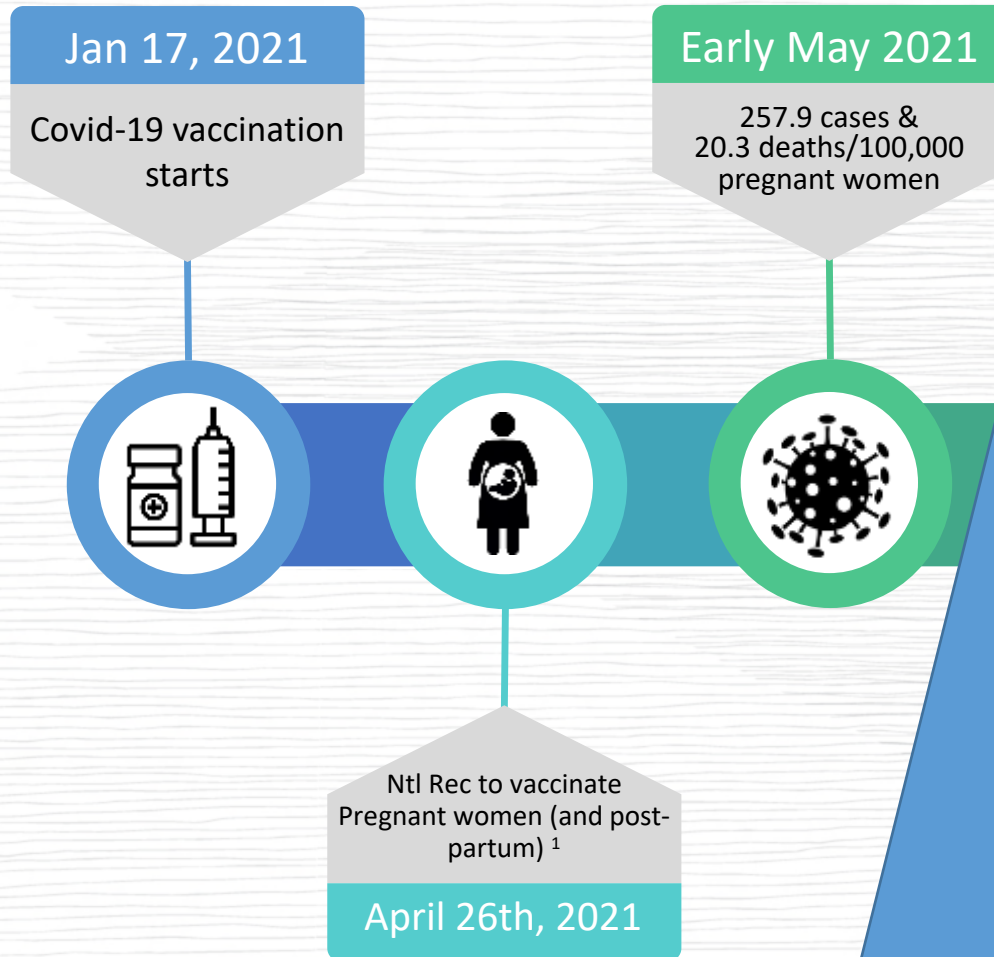 Jan 17, 2021
Covid-19 vaccination
starts
Ntl Rec to vaccinate
Pregnant women (and post-
partum) ¹
April 26th, 2021
Early May 2021
257.9 cases &
20.3 deaths/100,000
pregnant women